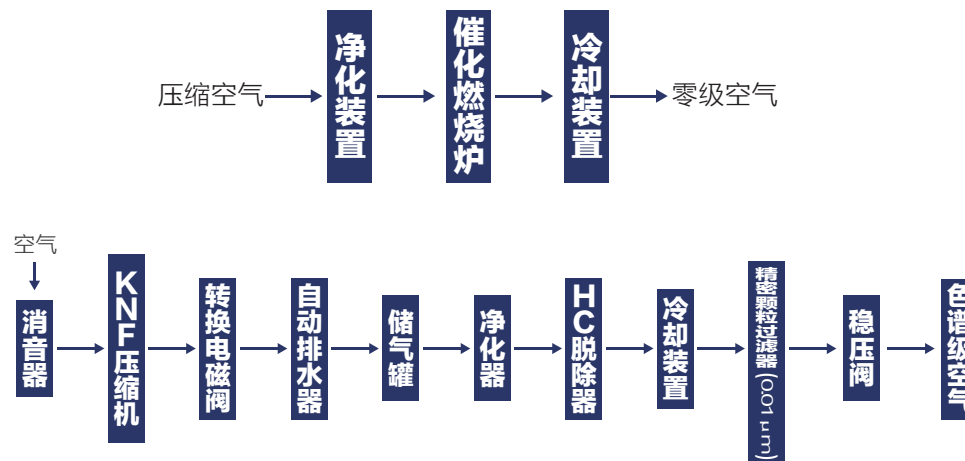 压缩空气
净化装置
催化燃烧炉
冷却装置
零级空气
空气
消音器
KNF压缩机
转换电磁阀
自动排水器
储气罐
净化器
HC脱除器
冷却装置
精密颗粒过滤器(0.01μm)
稳压阀
色谱级空气